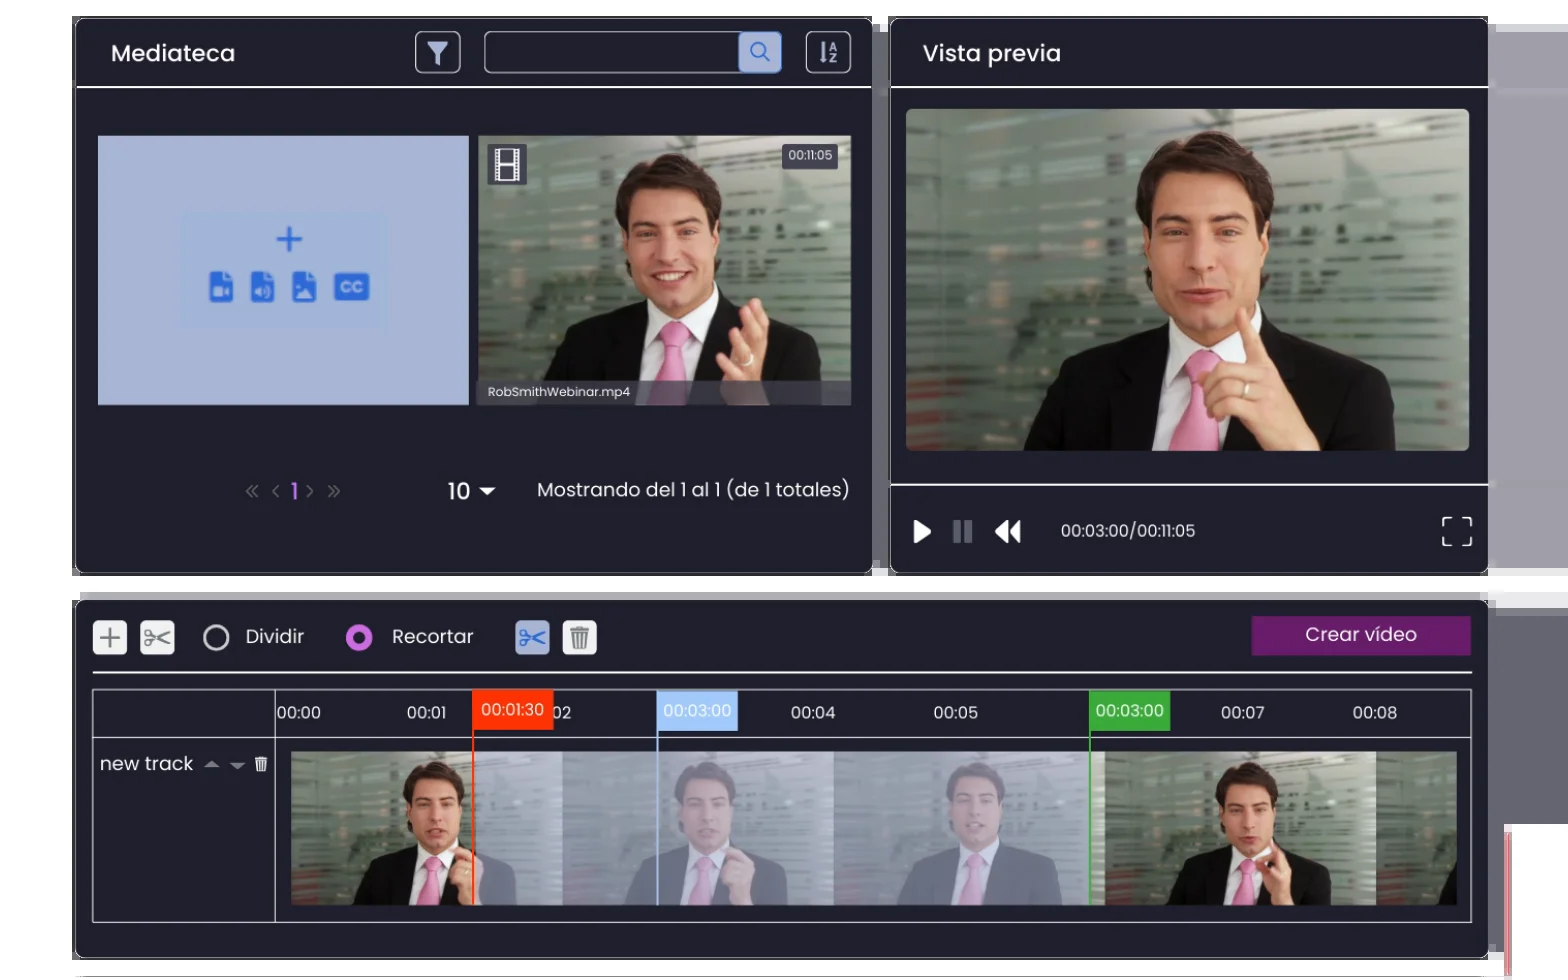 Mediateca
A
Z
Vista previa
00:11:05
CC
RobSmithWebinar.mp4
« < 1 > »
10
Mostrando del 1 al 1 (de 1 totales)
00:03:00/00:11:05
Dividir
Recortar
Crear vídeo
00:00 00:01 00:01:30 02 00:03:00 00:04 00:05 00:03:00 00:07 00:08
new track